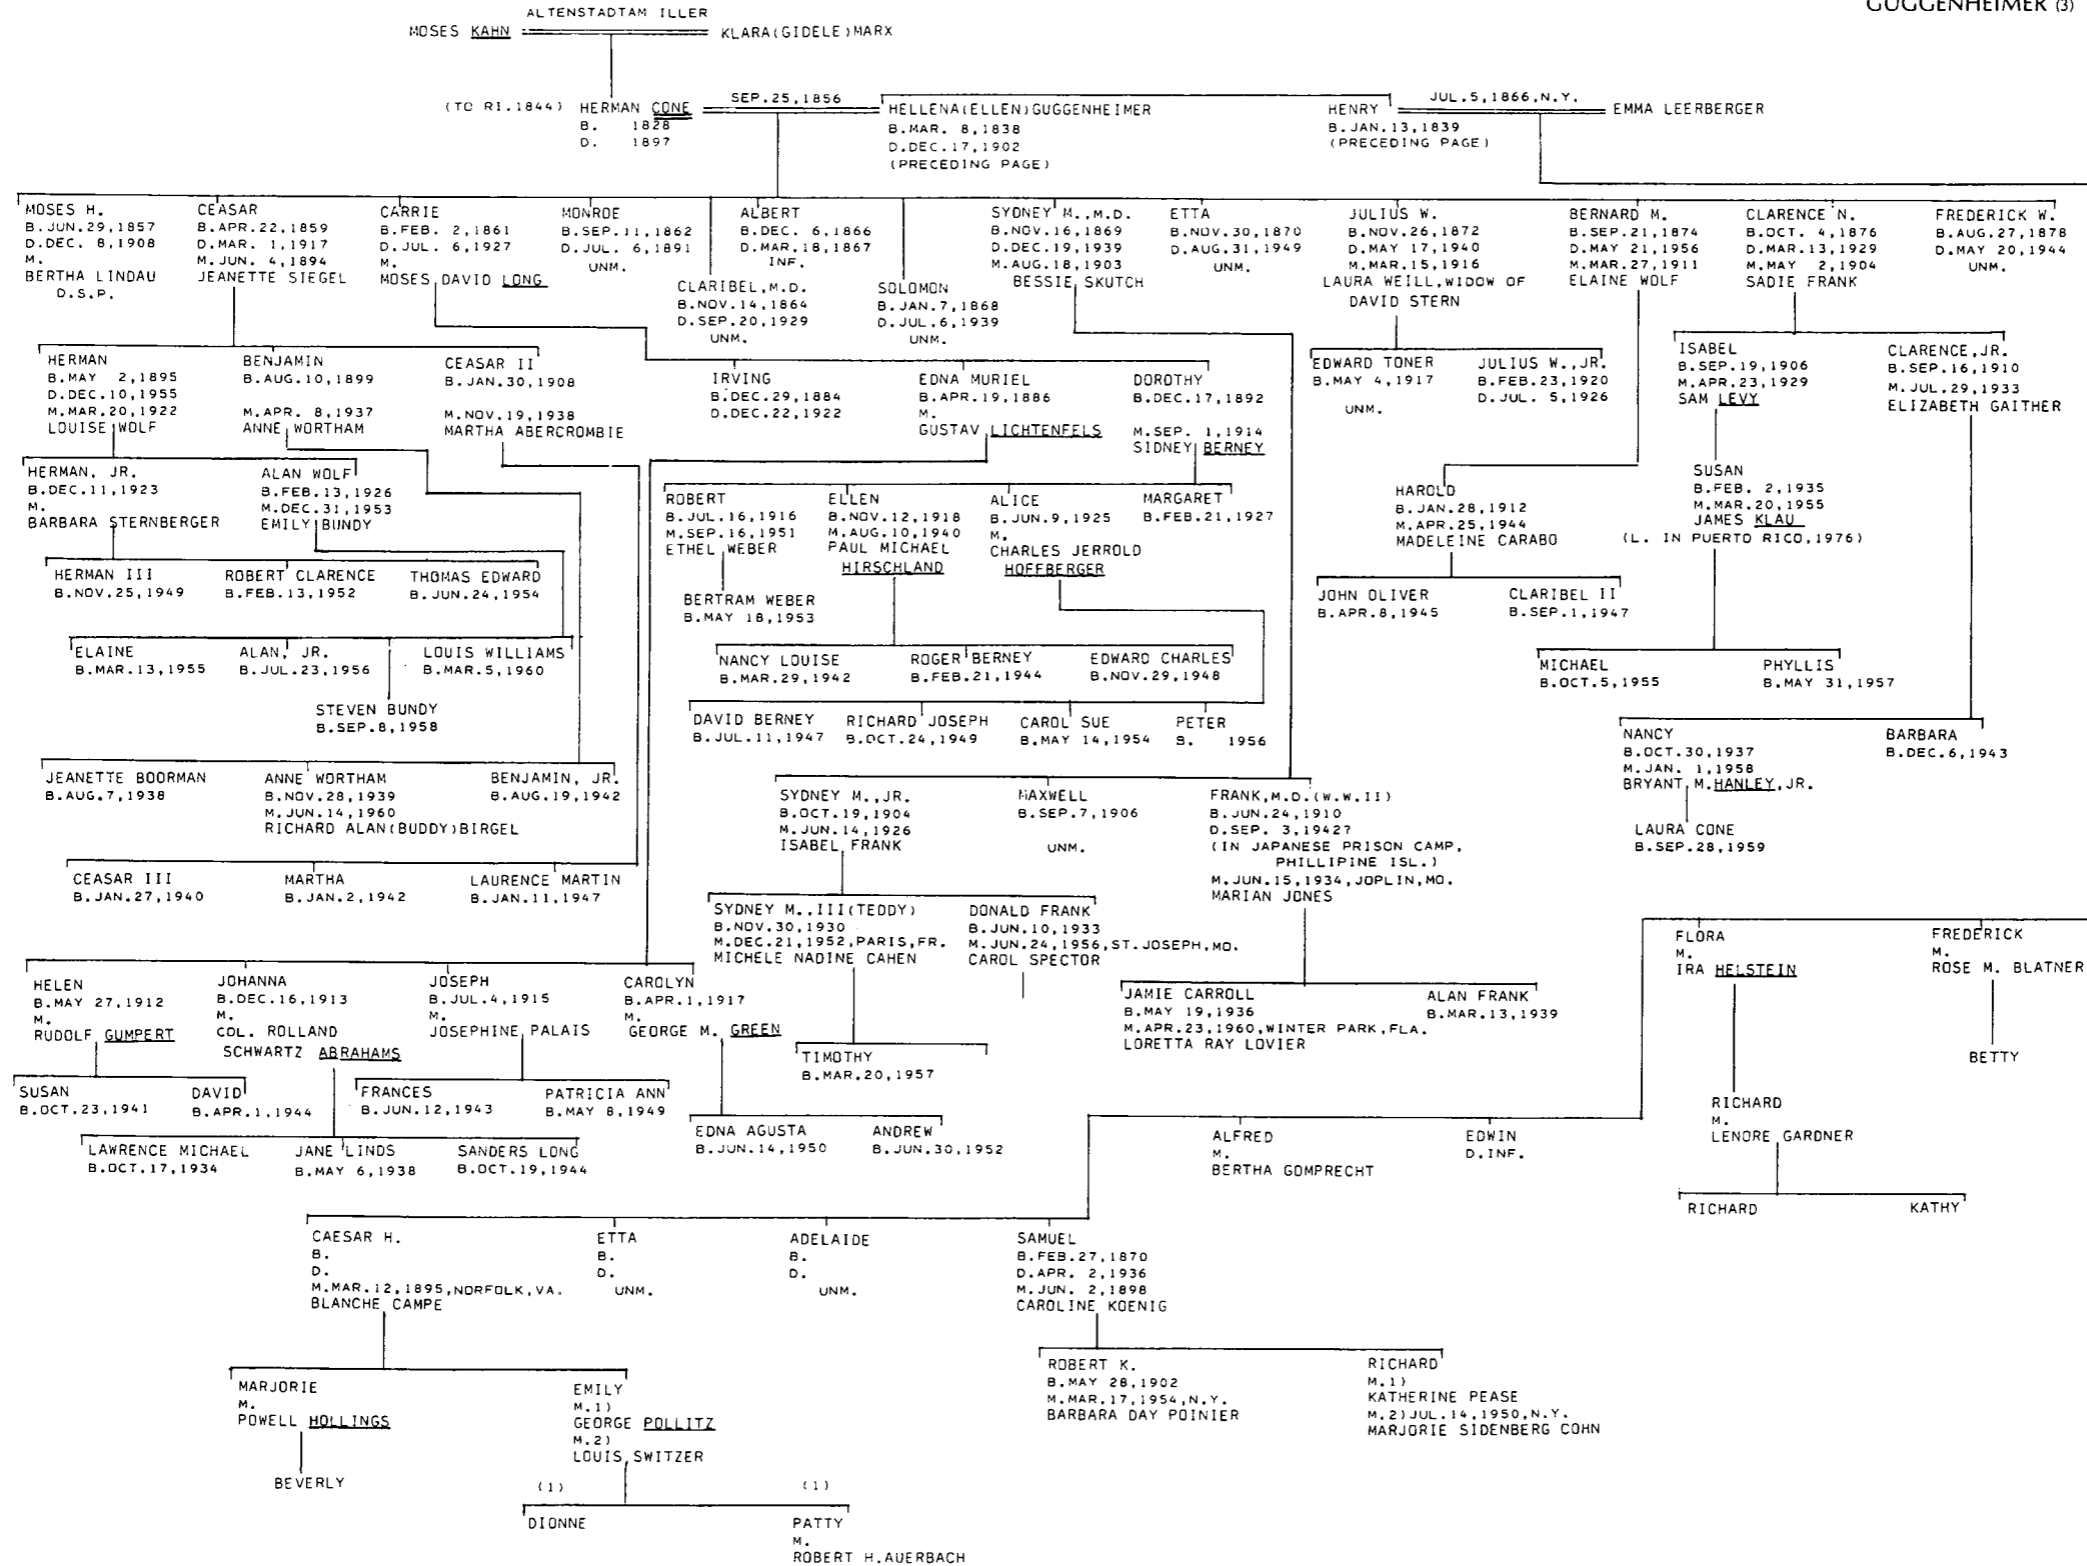 GUGGENHEIMER (3)
ALTENSTADTAM ILLER
MOSES KAHN
KLARA(GIDELE)MARX
(TO RI.1844)
HERMAN CONE
B. 1828
D. 1897
SEP.25,1856
HELLENA(ELLEN)GUGGENHEIMER
B.MAR. 8,1838
D.DEC.17,1902
(PRECEDING PAGE)
HENRY
B.JAN.13,1839
(PRECEDING PAGE)
JUL.5,1866,N.Y.
EMMA LEERBERGER
MOSES H.
B.JUN.29,1857
D.DEC. 8,1908
M.
BERTHA LINDAU
D.S.P.
CEASAR
B.APR.22,1859
D.MAR. 1,1917
M.JUN. 4,1894
JEANETTE SIEGEL
CARRIE
B.FEB. 2,1861
D.JUL. 6,1927
M.
MOSES DAVID LONG
MONROE
B.SEP.11,1862
D.JUL. 6,1891
UNM.
CLARIBEL,M.D.
B.NOV.14,1864
D.SEP.20,1929
UNM.
ALBERT
B.DEC. 6,1866
D.MAR.18,1867
INF.
SOLOMON
B.JAN.7,1868
D.JUL.6,1939
UNM.
SYDNEY M.,M.D.
B.NOV.16,1869
D.DEC.19,1939
M.AUG.18,1903
BESSIE SKUTCH
ETTA
B.NOV.30,1870
D.AUG.31,1949
UNM.
JULIUS W.
B.NOV.26,1872
D.MAY 17,1940
M.MAR.15,1916
LAURA WEILL,WIDOW OF
DAVID STERN
BERNARD M.
B.SEP.21,1874
D.MAY 21,1956
M.MAR.27,1911
ELAINE WOLF
CLARENCE N.
B.OCT. 4,1876
D.MAR.13,1929
M.MAY 2,1904
SADIE FRANK
FREDERICK W.
B.AUG.27,1878
D.MAY 20,1944
UNM.
HERMAN
B.MAY 2,1895
D.DEC.10,1955
M.MAR.20,1922
LOUISE WOLF
BENJAMIN
B.AUG.10,1899
M.APR. 8,1937
ANNE WORTHAM
CEASAR II
B.JAN.30,1908
M.NOV.19,1938
MARTHA ABERCROMBIE
IRVING
B.DEC.29,1884
D.DEC.22,1922
EDNA MURIEL
B.APR.19,1886
M.
GUSTAV LICHTENFELS
DOROTHY
B.DEC.17,1892
M.SEP. 1,1914
SIDNEY BERNEY
EDWARD TONER
B.MAY 4,1917
UNM.
JULIUS W.,JR.
B.FEB.23,1920
D.JUL. 5,1926
ISABEL
B.SEP.19,1906
M.APR.23,1929
SAM LEVY
CLARENCE,JR.
B.SEP.16,1910
M.JUL.29,1933
ELIZABETH GAITHER
HERMAN, JR.
B.DEC.11,1923
M.
BARBARA STERNBERGER
ALAN WOLF
B.FEB.13,1926
M.DEC.31,1953
EMILY BUNDY
ROBERT
B.JUL.16,1916
M.SEP.16,1951
ETHEL WEBER
ELLEN
B.NOV.12,1918
M.AUG.10,1940
PAUL MICHAEL
HIRSCHLAND
ALICE
B.JUN.9,1925
M.
CHARLES JERROLD
HOFFBERGER
MARGARET
B.FEB.21,1927
HAROLD
B.JAN.28,1912
M.APR.25,1944
MADELEINE CARABO
SUSAN
B.FEB. 2,1935
M.MAR.20,1955
JAMES KLAU
(L. IN PUERTO RICO,1976)
HERMAN III
B.NOV.25,1949
ROBERT CLARENCE
B.FEB.13,1952
THOMAS EDWARD
B.JUN.24,1954
BERTRAM WEBER
B.MAY 18,1953
JOHN OLIVER
B.APR.8,1945
CLARIBEL II
B.SEP.1,1947
ELAINE
B.MAR.13,1955
ALAN, JR.
B.JUL.23,1956
LOUIS WILLIAMS
B.MAR.5,1960
STEVEN BUNDY
B.SEP.8,1958
NANCY LOUISE
B.MAR.29,1942
ROGER BERNEY
B.FEB.21,1944
EDWARD CHARLES
B.NOV.29,1948
MICHAEL
B.OCT.5,1955
PHYLLIS
B.MAY 31,1957
DAVID BERNEY
B.JUL.11,1947
RICHARD JOSEPH
B.OCT.24,1949
CAROL SUE
B.MAY 14,1954
PETER
B. 1956
NANCY
B.OCT.30,1937
M.JAN. 1,1958
BRYANT M.HANLEY,JR.
BARBARA
B.DEC.6,1943
JEANETTE BOORMAN
B.AUG.7,1938
ANNE WORTHAM
B.NOV.28,1939
M.JUN.14,1960
RICHARD ALAN(BUDDY)BIRGEL
BENJAMIN, JR.
B.AUG.19,1942
SYDNEY M.,JR.
B.OCT.19,1904
M.JUN.14,1926
ISABEL FRANK
MAXWELL
B.SEP.7,1906
UNM.
FRANK,M.D.(W.W.II)
B.JUN.24,1910
D.SEP. 3,1942?
(IN JAPANESE PRISON CAMP,
PHILLIPINE ISL.)
M.JUN.15,1934,JOPLIN,MO.
MARIAN JONES
LAURA CONE
B.SEP.28,1959
CEASAR III
B.JAN.27,1940
MARTHA
B.JAN.2,1942
LAURENCE MARTIN
B.JAN.11,1947
SYDNEY M.,III(TEDDY)
B.NOV.30,1930
M.DEC.21,1952,PARIS,FR.
MICHELE NADINE CAHEN
DONALD FRANK
B.JUN.10,1933
M.JUN.24,1956,ST.JOSEPH,MO.
CAROL SPECTOR
FLORA
M.
IRA HELSTEIN
FREDERICK
M.
ROSE M. BLATNER
HELEN
B.MAY 27,1912
M.
RUDOLF GUMPERT
JOHANNA
B.DEC.16,1913
M.
COL. ROLLAND
SCHWARTZ ABRAHAMS
JOSEPH
B.JUL.4,1915
M.
JOSEPHINE PALAIS
CAROLYN
B.APR.1,1917
M.
GEORGE M. GREEN
JAMIE CARROLL
B.MAY 19,1936
M.APR.23,1960,WINTER PARK,FLA.
LORETTA RAY LOVIER
ALAN FRANK
B.MAR.13,1939
TIMOTHY
B.MAR.20,1957
BETTY
SUSAN
B.OCT.23,1941
DAVID
B.APR.1,1944
FRANCES
B.JUN.12,1943
PATRICIA ANN
B.MAY 8,1949
RICHARD
M.
LENORE GARDNER
EDNA AGUSTA
B.JUN.14,1950
ANDREW
B.JUN.30,1952
ALFRED
M.
BERTHA GOMPRECHT
EDWIN
D.INF.
LAWRENCE MICHAEL
B.OCT.17,1934
JANE LINDS
B.MAY 6,1938
SANDERS LONG
B.OCT.19,1944
RICHARD
KATHY
CAESAR H.
B.
D.
M.MAR.12,1895,NORFOLK,VA.
BLANCHE CAMPE
ETTA
B.
D.
UNM.
ADELAIDE
B.
D.
UNM.
SAMUEL
B.FEB.27,1870
D.APR. 2,1936
M.JUN. 2,1898
CAROLINE KOENIG
ROBERT K.
B.MAY 28,1902
M.MAR.17,1954,N.Y.
BARBARA DAY POINIER
RICHARD
M.1)
KATHERINE PEASE
M.2)JUL.14,1950,N.Y.
MARJORIE SIDENBERG COHN
MARJORIE
M.
POWELL HOLLINGS
EMILY
M.1)
GEORGE POLLITZ
M.2)
LOUIS SWITZER
BEVERLY
(1)
(1)
DIONNE
PATTY
M.
ROBERT H.AUERBACH